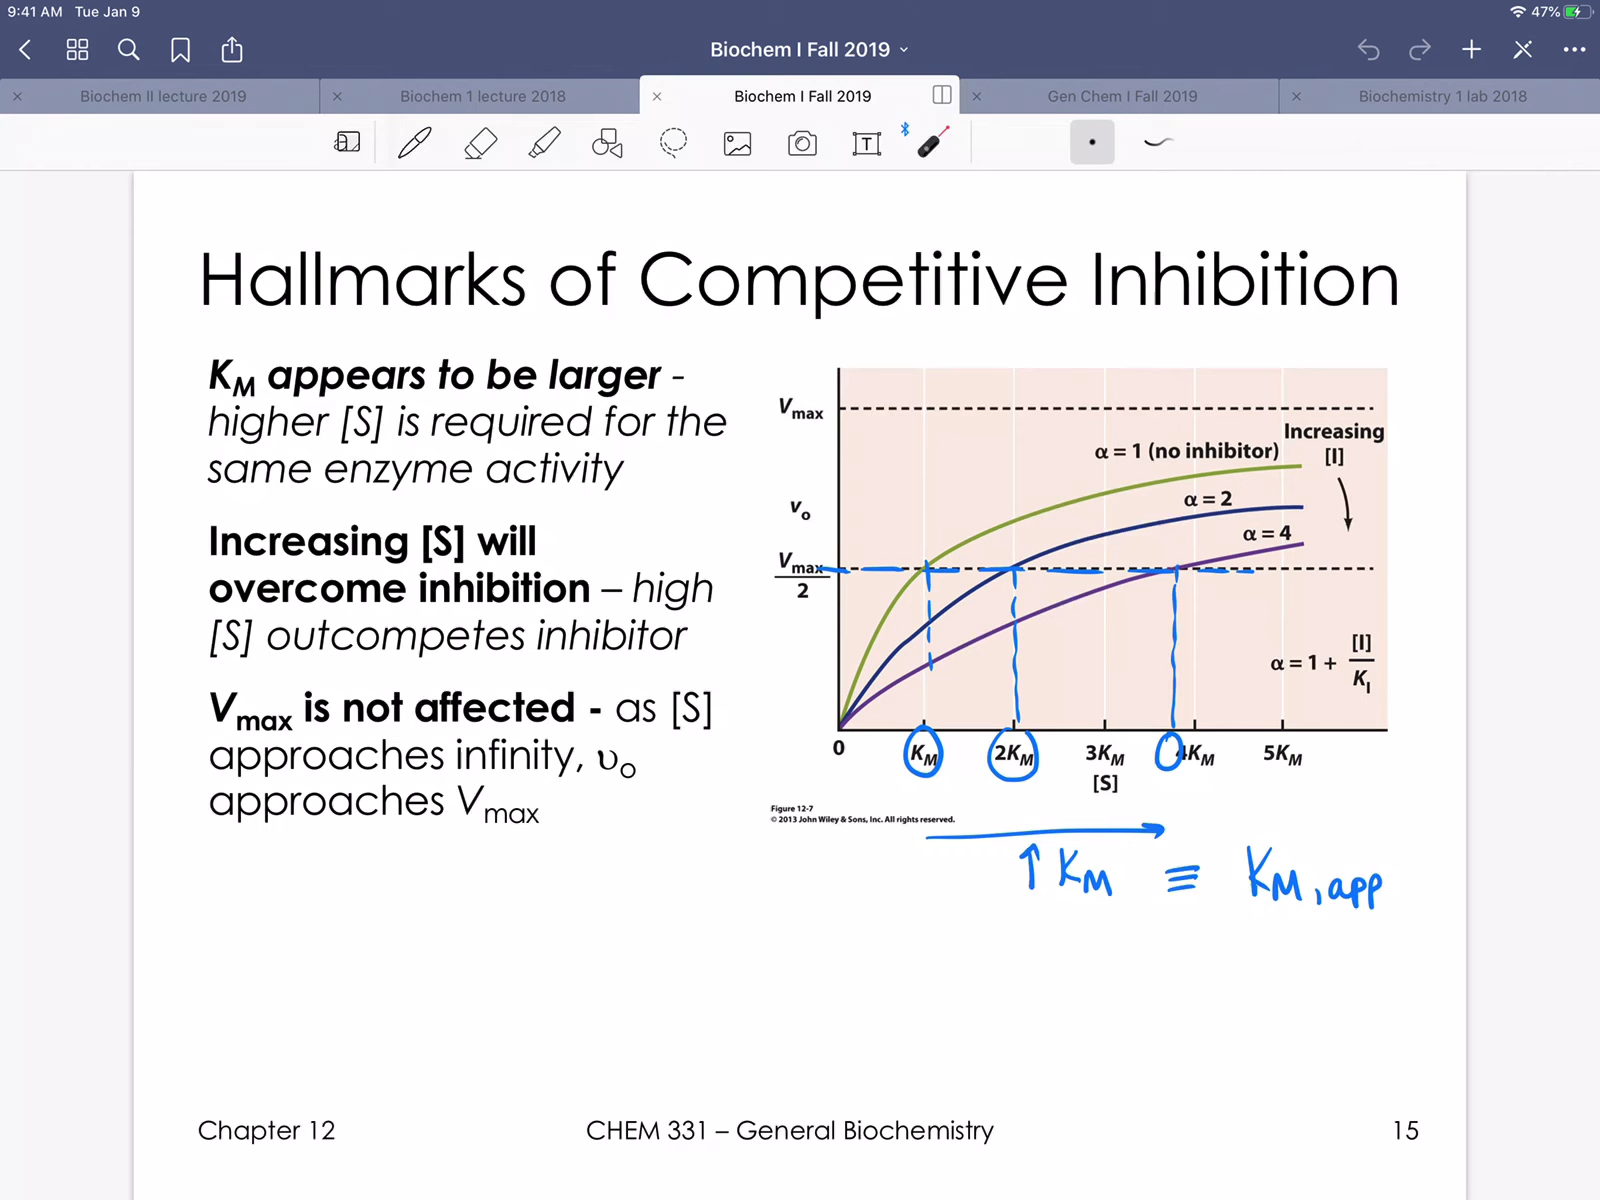 9:41 AM Tue Jan 9
47%
Biochem I Fall 2019
Biochem II lecture 2019
Biochem 1 lecture 2018
Biochem I Fall 2019
Gen Chem I Fall 2019
Biochemistry 1 lab 2018
Hallmarks of Competitive Inhibition
KM appears to be larger -
higher [S] is required for the
same enzyme activity
Increasing [S] will
overcome inhibition – high
[S] outcompetes inhibitor
Vmax is not affected - as [S]
approaches infinity, υo
approaches Vmax
Vmax
Increasing
[I]
α = 1 (no inhibitor)
α = 2
vo
α = 4
Vmax
2
α = 1 + [I]
KI
0 KM 2KM 3KM 4KM 5KM
[S]
Figure 12-7
© 2013 John Wiley & Sons, Inc. All rights reserved.
↑ KM ≡ KM, app
Chapter 12
CHEM 331 – General Biochemistry
15